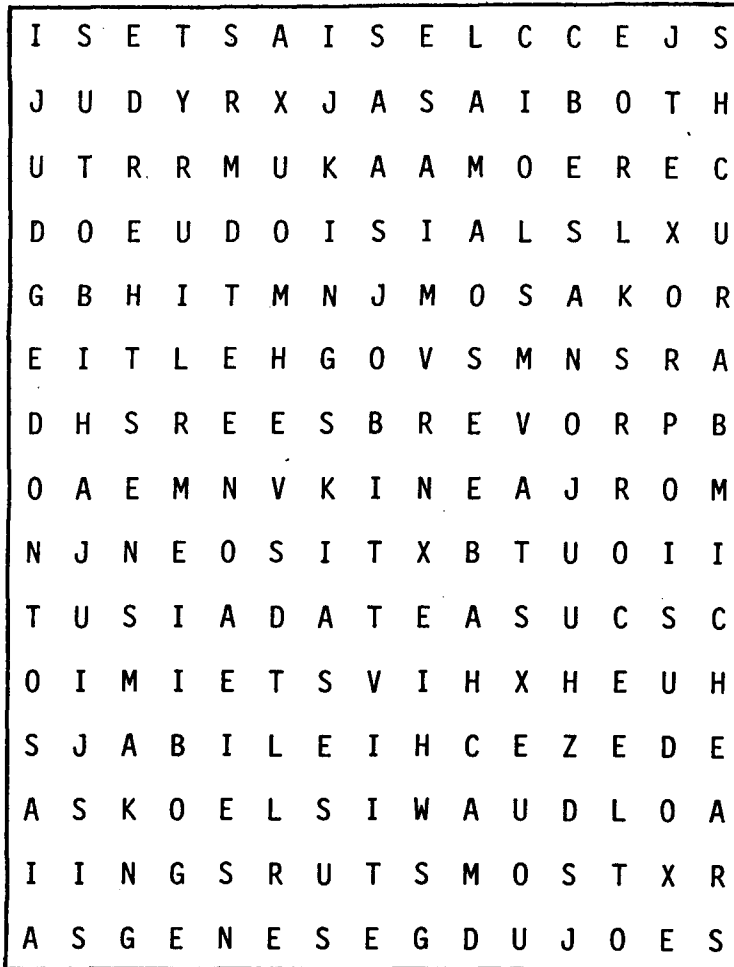 I S E T S A I S E L C C E J S
J U D Y R X J A S A I B O T H
U T R R M U K A A M O E R E C
D O E U D O I S I A L S L X U
G B H I T M N J M O S A K O R
E I T L E H G O V S M N S R A
D H S R E E S B R E V O R P B
O A E M N V K I N E A J R O M
N J N E O S I T X B T U O I I
T U S I A D A T E A S U C S C
O I M I E T S V I H X H E U H
S J A B I L E I H C E Z E D E
A S K O E L S I W A U D L O A
I I N G S R U T S M O S T X R
A S G E N E S E G D U J O E S